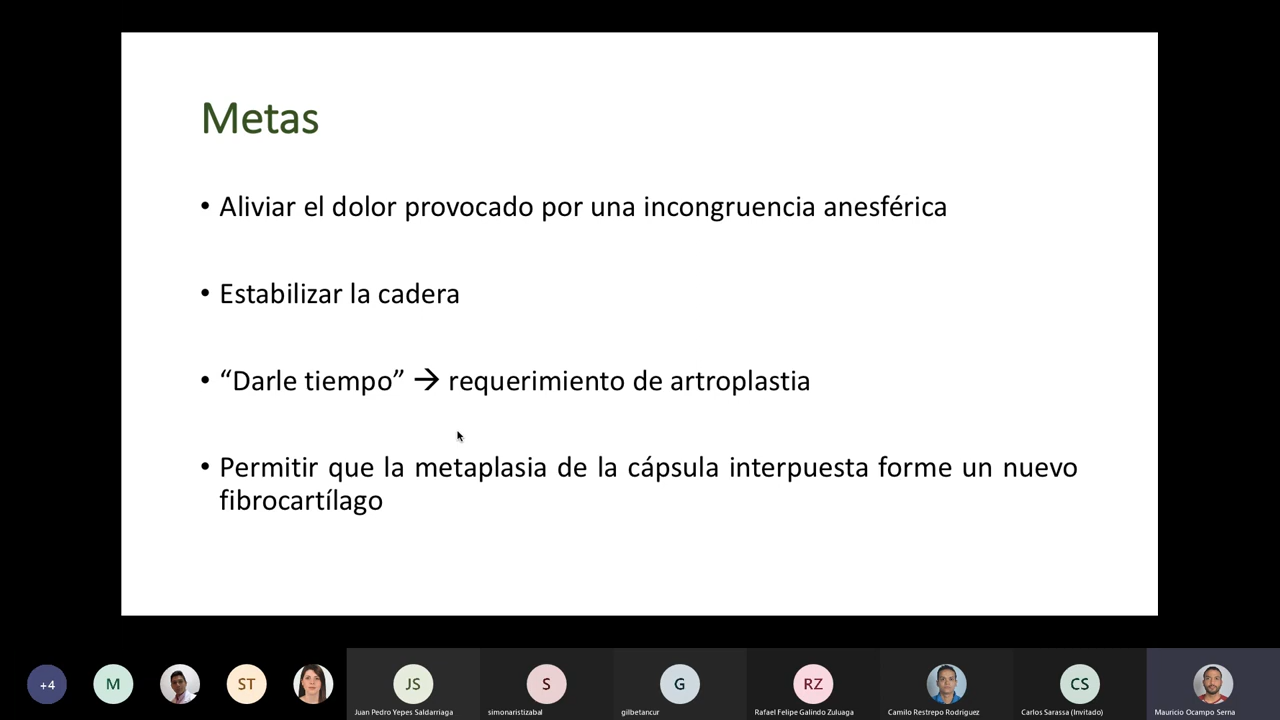 Metas
• Aliviar el dolor provocado por una incongruencia anesférica
• Estabilizar la cadera
• “Darle tiempo” → requerimiento de artroplastia
• Permitir que la metaplasia de la cápsula interpuesta forme un nuevo
fibrocartílago
+4
M
ST
JS
S
G
RZ
CS
Juan Pedro Yepes Saldarriaga
simonaristizabal
gilbetancur
Rafael Felipe Galindo Zuluaga
Camilo Restrepo Rodriguez
Carlos Sarassa (Invitado)
Mauricio Ocampo Serna